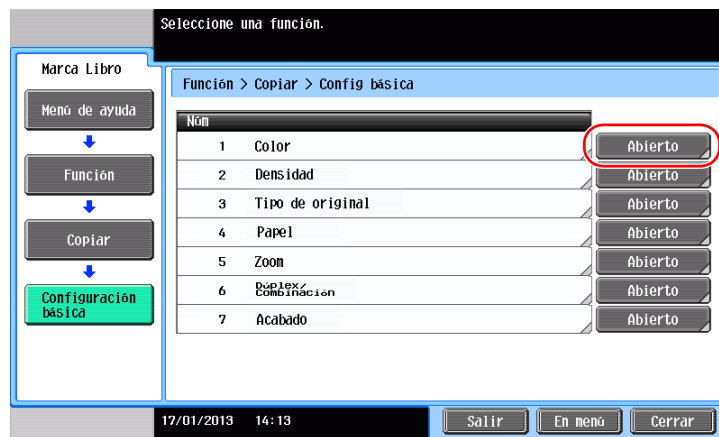 Seleccione una función.
Marca Libro
Menú de ayuda
Función
Copiar
Configuración
básica
Función > Copiar > Config básica
Núm
1 Color Abierto
2 Densidad Abierto
3 Tipo de original Abierto
4 Papel Abierto
5 Zoom Abierto
6 Dúplex/
Combinación Abierto
7 Acabado Abierto
17/01/2013 14:13 Salir En menú Cerrar